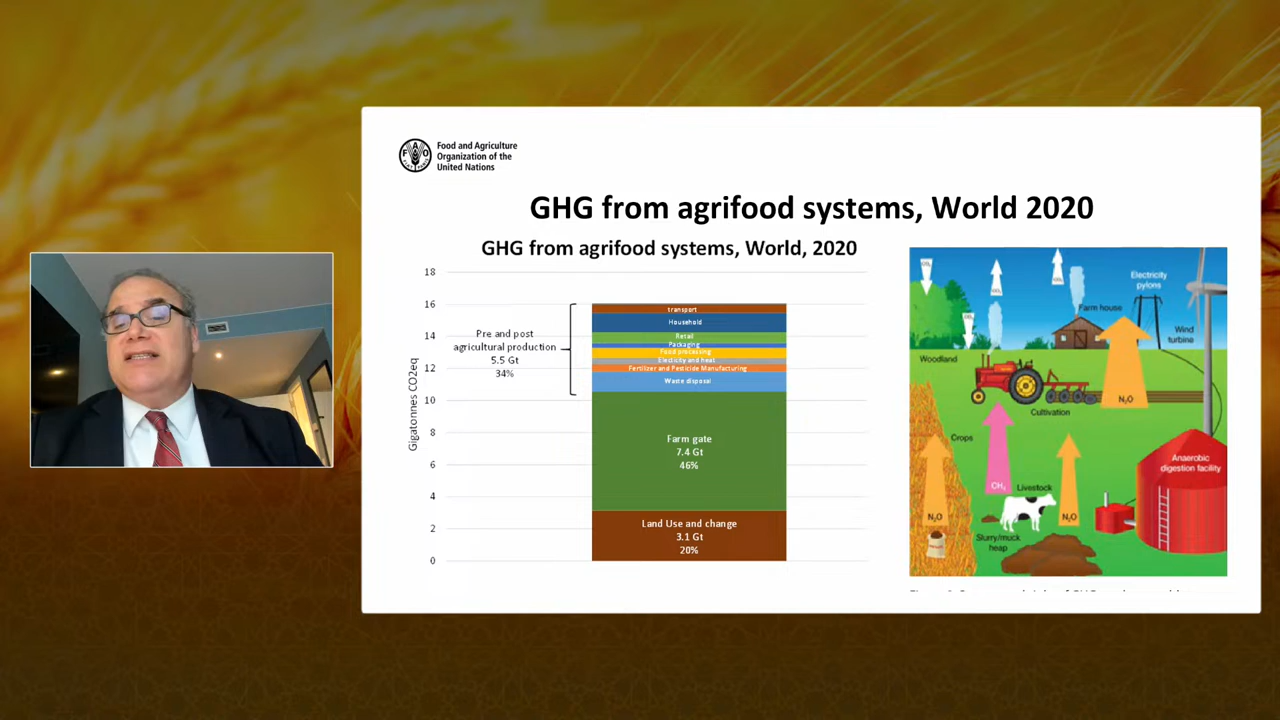 Food and Agriculture
Organization of the
United Nations
GHG from agrifood systems, World 2020
GHG from agrifood systems, World, 2020
18
16
14
12
10
8
6
4
2
0
Gigatonnes CO2eq
Pre and post
agricultural production
5.5 Gt
34%
transport
Household
Retail
Packaging
Food processing
Electicity and heat
Fertilizer and Pesticide Manufacturing
Waste disposal
Farm gate
7.4 Gt
46%
Land Use and change
3.1 Gt
20%
Electricity
pylons
Farm house
Wind
turbine
Woodland
N₂O
Cultivation
Crops
Anaerobic
digestion facility
CH₄
Livestock
N₂O
N₂O
Slurry/muck
heap